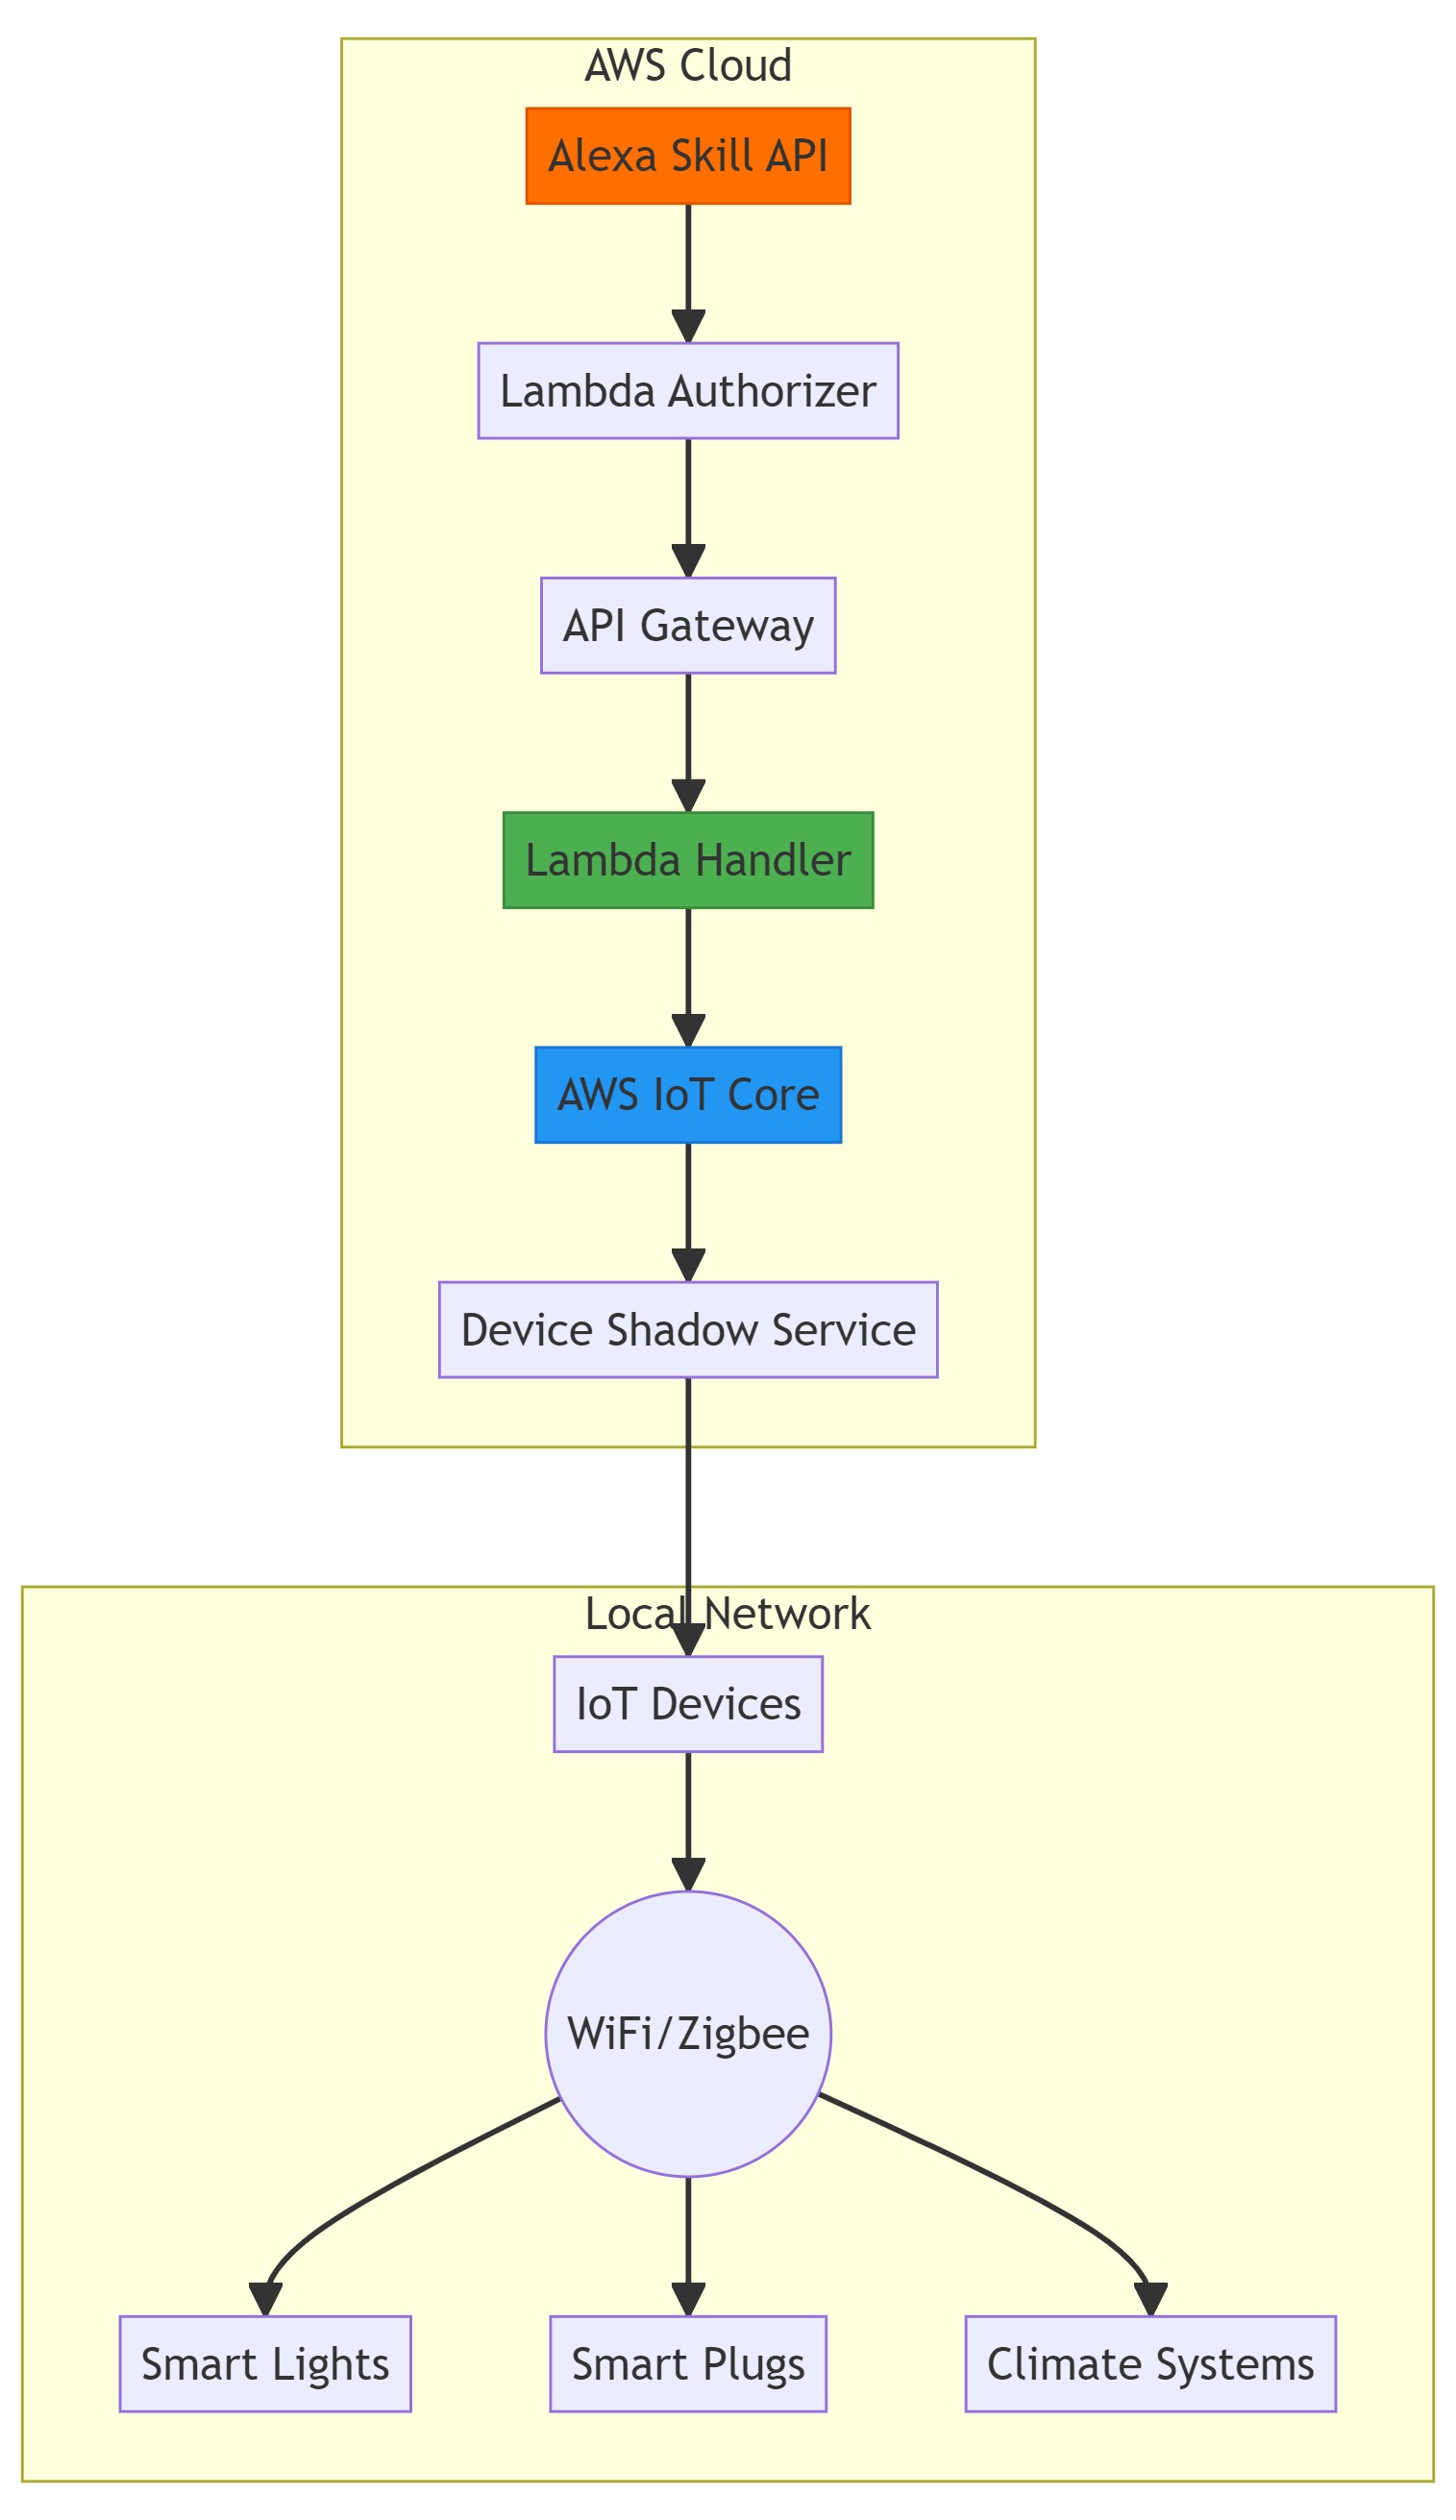 AWS Cloud
Alexa Skill API
Lambda Authorizer
API Gateway
Lambda Handler
AWS IoT Core
Device Shadow Service
Local Network
IoT Devices
WiFi/Zigbee
Smart Lights
Smart Plugs
Climate Systems